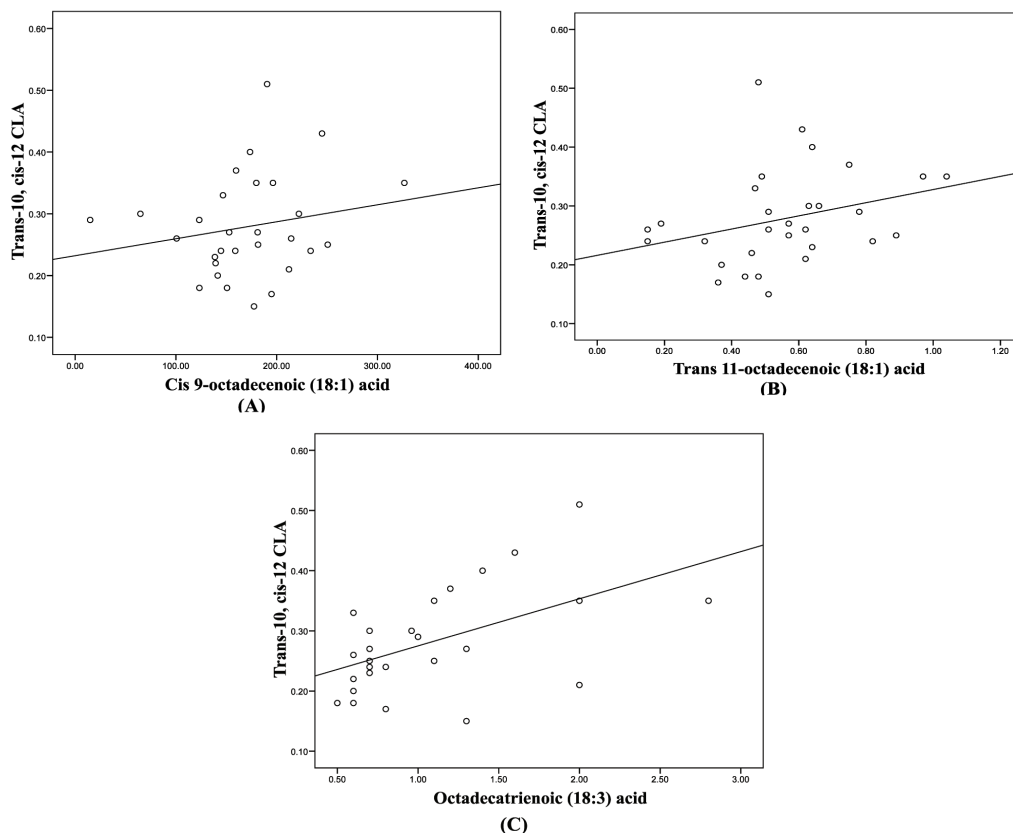 0.60
0.50
0.40
0.30
0.20
0.10
Trans-10, cis-12 CLA
0.00 100.00 200.00 300.00 400.00
Cis 9-octadecenoic (18:1) acid
(A)
0.60
0.50
0.40
0.30
0.20
0.10
Trans-10, cis-12 CLA
0.00 0.20 0.40 0.60 0.80 1.00 1.20
Trans 11-octadecenoic (18:1) acid
(B)
0.60
0.50
0.40
0.30
0.20
0.10
Trans-10, cis-12 CLA
0.50 1.00 1.50 2.00 2.50 3.00
Octadecatrienoic (18:3) acid
(C)